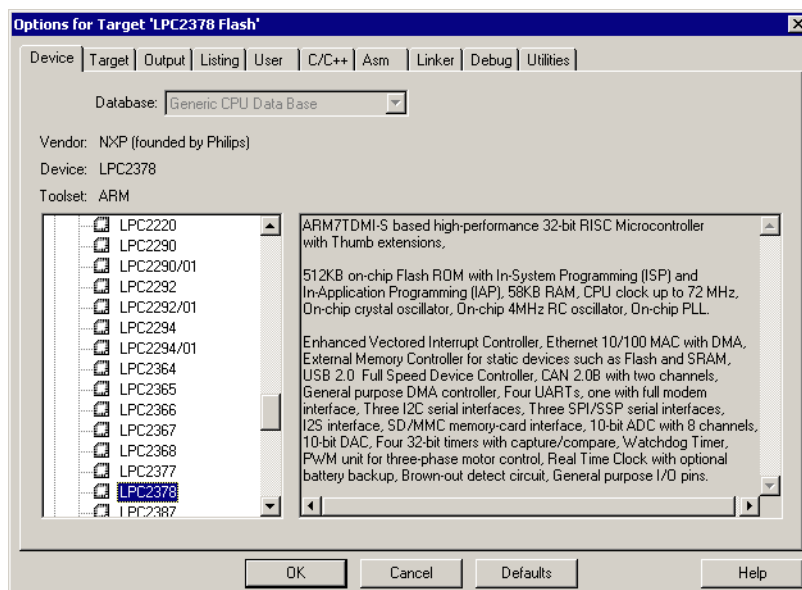 Options for Target 'LPC2378 Flash'
Device Target Output Listing User C/C++ Asm Linker Debug Utilities
Database: Generic CPU Data Base
Vendor: NXP (founded by Philips)
Device: LPC2378
Toolset: ARM
LPC2220
LPC2290
LPC2290/01
LPC2292
LPC2292/01
LPC2294
LPC2294/01
LPC2364
LPC2365
LPC2366
LPC2367
LPC2368
LPC2377
LPC2378
LPC2387
ARM7TDMI-S based high-performance 32-bit RISC Microcontroller
with Thumb extensions,
512KB on-chip Flash ROM with In-System Programming (ISP) and
In-Application Programming (IAP), 58KB RAM, CPU clock up to 72 MHz,
On-chip crystal oscillator, On-chip 4MHz RC oscillator, On-chip PLL.
Enhanced Vectored Interrupt Controller, Ethernet 10/100 MAC with DMA,
External Memory Controller for static devices such as Flash and SRAM,
USB 2.0 Full Speed Device Controller, CAN 2.0B with two channels,
General purpose DMA controller, Four UARTs, one with full modem
interface, Three I2C serial interfaces, Three SPI/SSP serial interfaces,
I2S interface, SD/MMC memory-card interface, 10-bit ADC with 8 channels,
10-bit DAC, Four 32-bit timers with capture/compare, Watchdog Timer,
PWM unit for three-phase motor control, Real Time Clock with optional
battery backup, Brown-out detect circuit, General purpose I/O pins.
OK Cancel Defaults Help